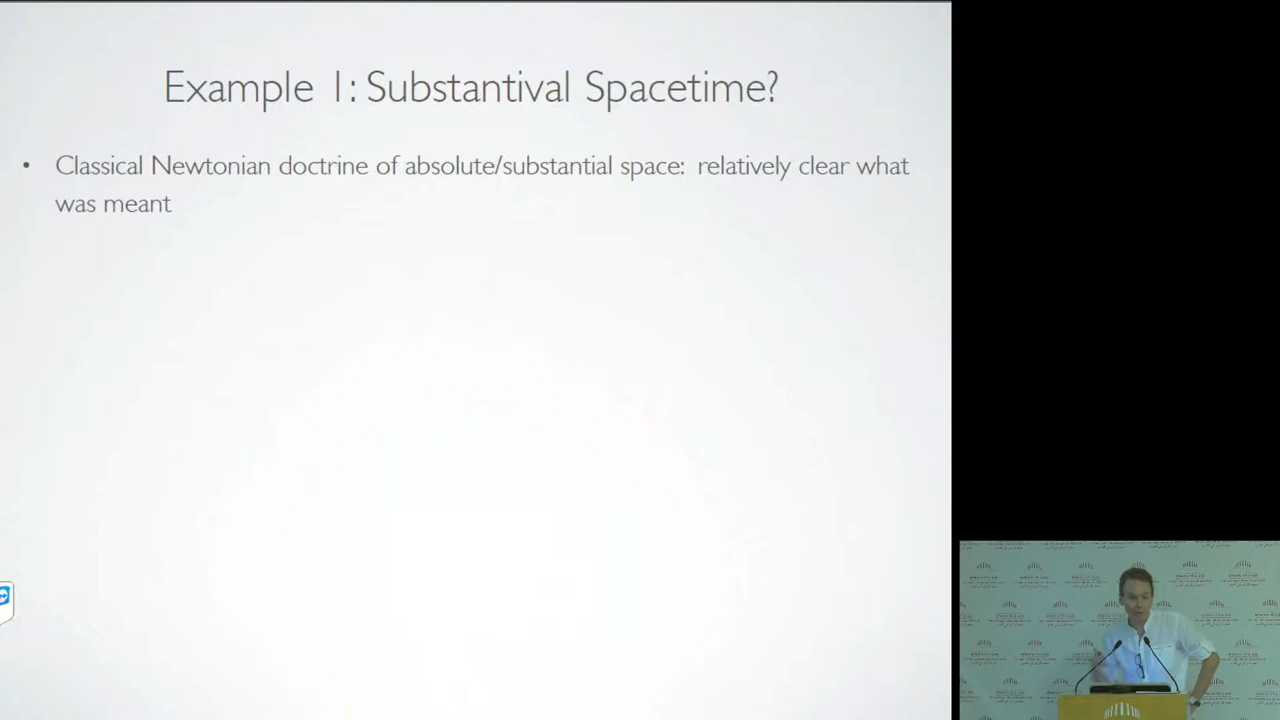 Example 1: Substantival Spacetime?
• Classical Newtonian doctrine of absolute/substantial space: relatively clear what
was meant